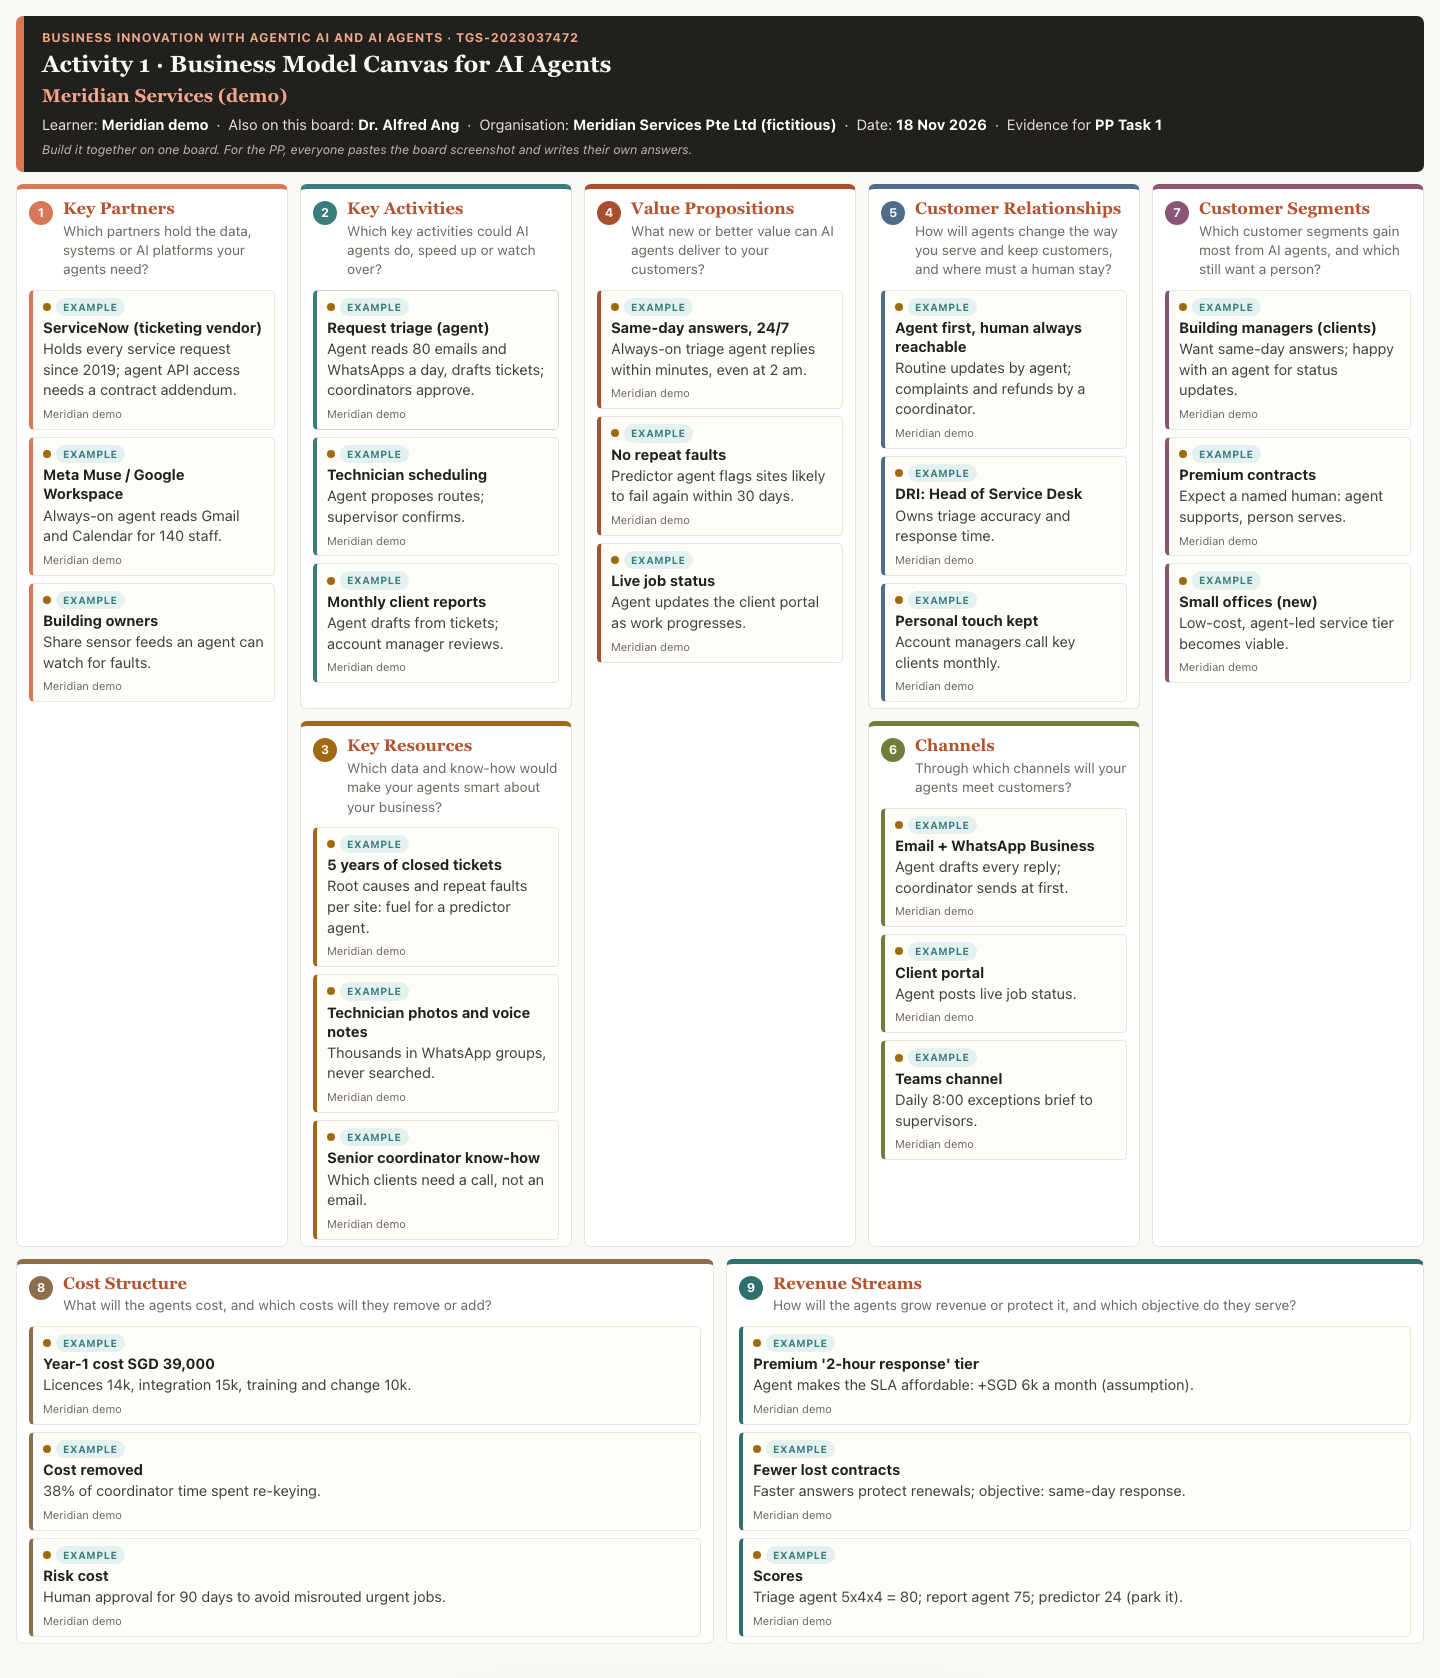 BUSINESS INNOVATION WITH AGENTIC AI AND AI AGENTS · TGS-2023037472
Activity 1 · Business Model Canvas for AI Agents
Meridian Services (demo)
Learner: Meridian demo · Also on this board: Dr. Alfred Ang · Organisation: Meridian Services Pte Ltd (fictitious) · Date: 18 Nov 2026 · Evidence for PP Task 1
Build it together on one board. For the PP, everyone pastes the board screenshot and writes their own answers.
1 Key Partners
Which partners hold the data,
systems or AI platforms your
agents need?
EXAMPLE
ServiceNow (ticketing vendor)
Holds every service request
since 2019; agent API access
needs a contract addendum.
Meridian demo
EXAMPLE
Meta Muse / Google
Workspace
Always-on agent reads Gmail
and Calendar for 140 staff.
Meridian demo
EXAMPLE
Building owners
Share sensor feeds an agent can
watch for faults.
Meridian demo
2 Key Activities
Which key activities could AI
agents do, speed up or watch
over?
EXAMPLE
Request triage (agent)
Agent reads 80 emails and
WhatsApps a day, drafts tickets;
coordinators approve.
Meridian demo
EXAMPLE
Technician scheduling
Agent proposes routes;
supervisor confirms.
Meridian demo
EXAMPLE
Monthly client reports
Agent drafts from tickets;
account manager reviews.
Meridian demo
3 Key Resources
Which data and know-how would
make your agents smart about
your business?
EXAMPLE
5 years of closed tickets
Root causes and repeat faults
per site: fuel for a predictor
agent.
Meridian demo
EXAMPLE
Technician photos and voice
notes
Thousands in WhatsApp groups,
never searched.
Meridian demo
EXAMPLE
Senior coordinator know-how
Which clients need a call, not an
email.
Meridian demo
4 Value Propositions
What new or better value can AI
agents deliver to your
customers?
EXAMPLE
Same-day answers, 24/7
Always-on triage agent replies
within minutes, even at 2 am.
Meridian demo
EXAMPLE
No repeat faults
Predictor agent flags sites likely
to fail again within 30 days.
Meridian demo
EXAMPLE
Live job status
Agent updates the client portal
as work progresses.
Meridian demo
5 Customer Relationships
How will agents change the way
you serve and keep customers,
and where must a human stay?
EXAMPLE
Agent first, human always
reachable
Routine updates by agent;
complaints and refunds by a
coordinator.
Meridian demo
EXAMPLE
DRI: Head of Service Desk
Owns triage accuracy and
response time.
Meridian demo
EXAMPLE
Personal touch kept
Account managers call key
clients monthly.
Meridian demo
6 Channels
Through which channels will your
agents meet customers?
EXAMPLE
Email + WhatsApp Business
Agent drafts every reply;
coordinator sends at first.
Meridian demo
EXAMPLE
Client portal
Agent posts live job status.
Meridian demo
EXAMPLE
Teams channel
Daily 8:00 exceptions brief to
supervisors.
Meridian demo
7 Customer Segments
Which customer segments gain
most from AI agents, and which
still want a person?
EXAMPLE
Building managers (clients)
Want same-day answers; happy
with an agent for status
updates.
Meridian demo
EXAMPLE
Premium contracts
Expect a named human: agent
supports, person serves.
Meridian demo
EXAMPLE
Small offices (new)
Low-cost, agent-led service tier
becomes viable.
Meridian demo
8 Cost Structure
What will the agents cost, and which costs will they remove or add?
EXAMPLE
Year-1 cost SGD 39,000
Licences 14k, integration 15k, training and change 10k.
Meridian demo
EXAMPLE
Cost removed
38% of coordinator time spent re-keying.
Meridian demo
EXAMPLE
Risk cost
Human approval for 90 days to avoid misrouted urgent jobs.
Meridian demo
9 Revenue Streams
How will the agents grow revenue or protect it, and which objective do they serve?
EXAMPLE
Premium '2-hour response' tier
Agent makes the SLA affordable: +SGD 6k a month (assumption).
Meridian demo
EXAMPLE
Fewer lost contracts
Faster answers protect renewals; objective: same-day response.
Meridian demo
EXAMPLE
Scores
Triage agent 5x4x4 = 80; report agent 75; predictor 24 (park it).
Meridian demo